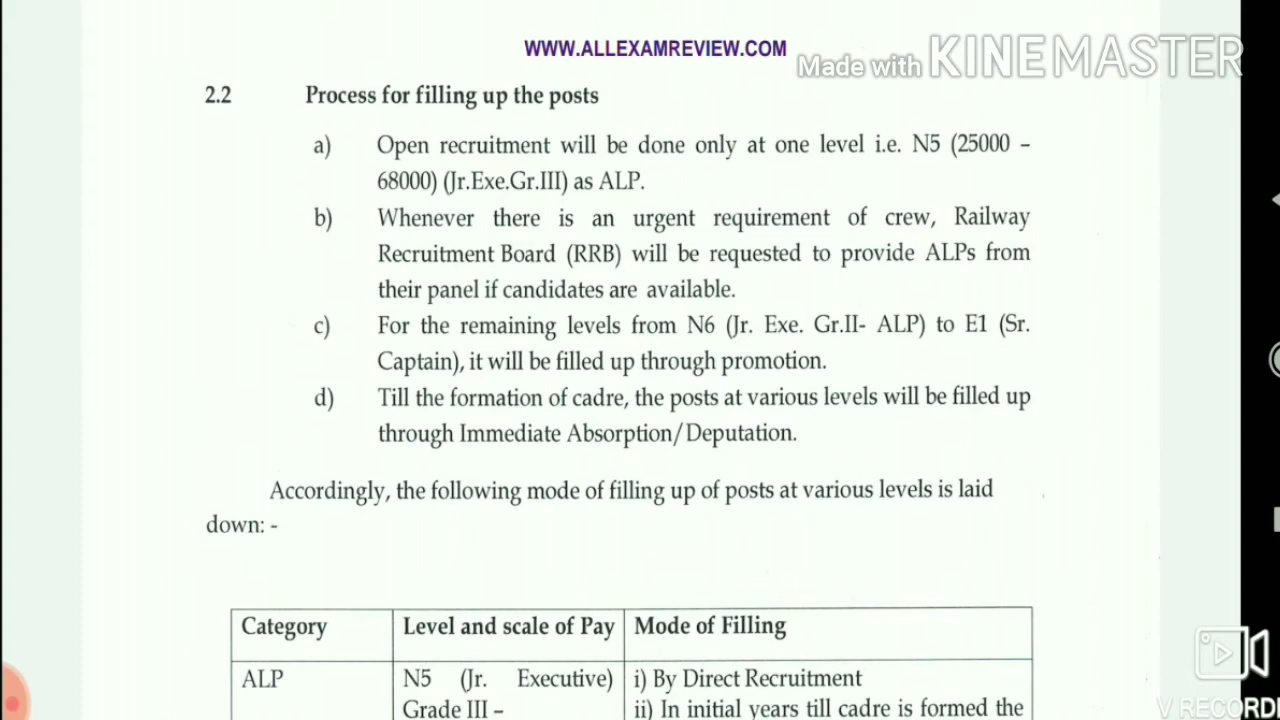 WWW.ALLEXAMREVIEW.COM
Made with KINEMASTER
2.2 Process for filling up the posts
a) Open recruitment will be done only at one level i.e. N5 (25000 –
68000) (Jr.Exe.Gr.III) as ALP.
b) Whenever there is an urgent requirement of crew, Railway
Recruitment Board (RRB) will be requested to provide ALPs from
their panel if candidates are available.
c) For the remaining levels from N6 (Jr. Exe. Gr.II- ALP) to E1 (Sr.
Captain), it will be filled up through promotion.
d) Till the formation of cadre, the posts at various levels will be filled up
through Immediate Absorption/Deputation.
Accordingly, the following mode of filling up of posts at various levels is laid
down: -
Category Level and scale of Pay Mode of Filling
ALP N5 (Jr. Executive) i) By Direct Recruitment
Grade III – ii) In initial years till cadre is formed the
V RECORD